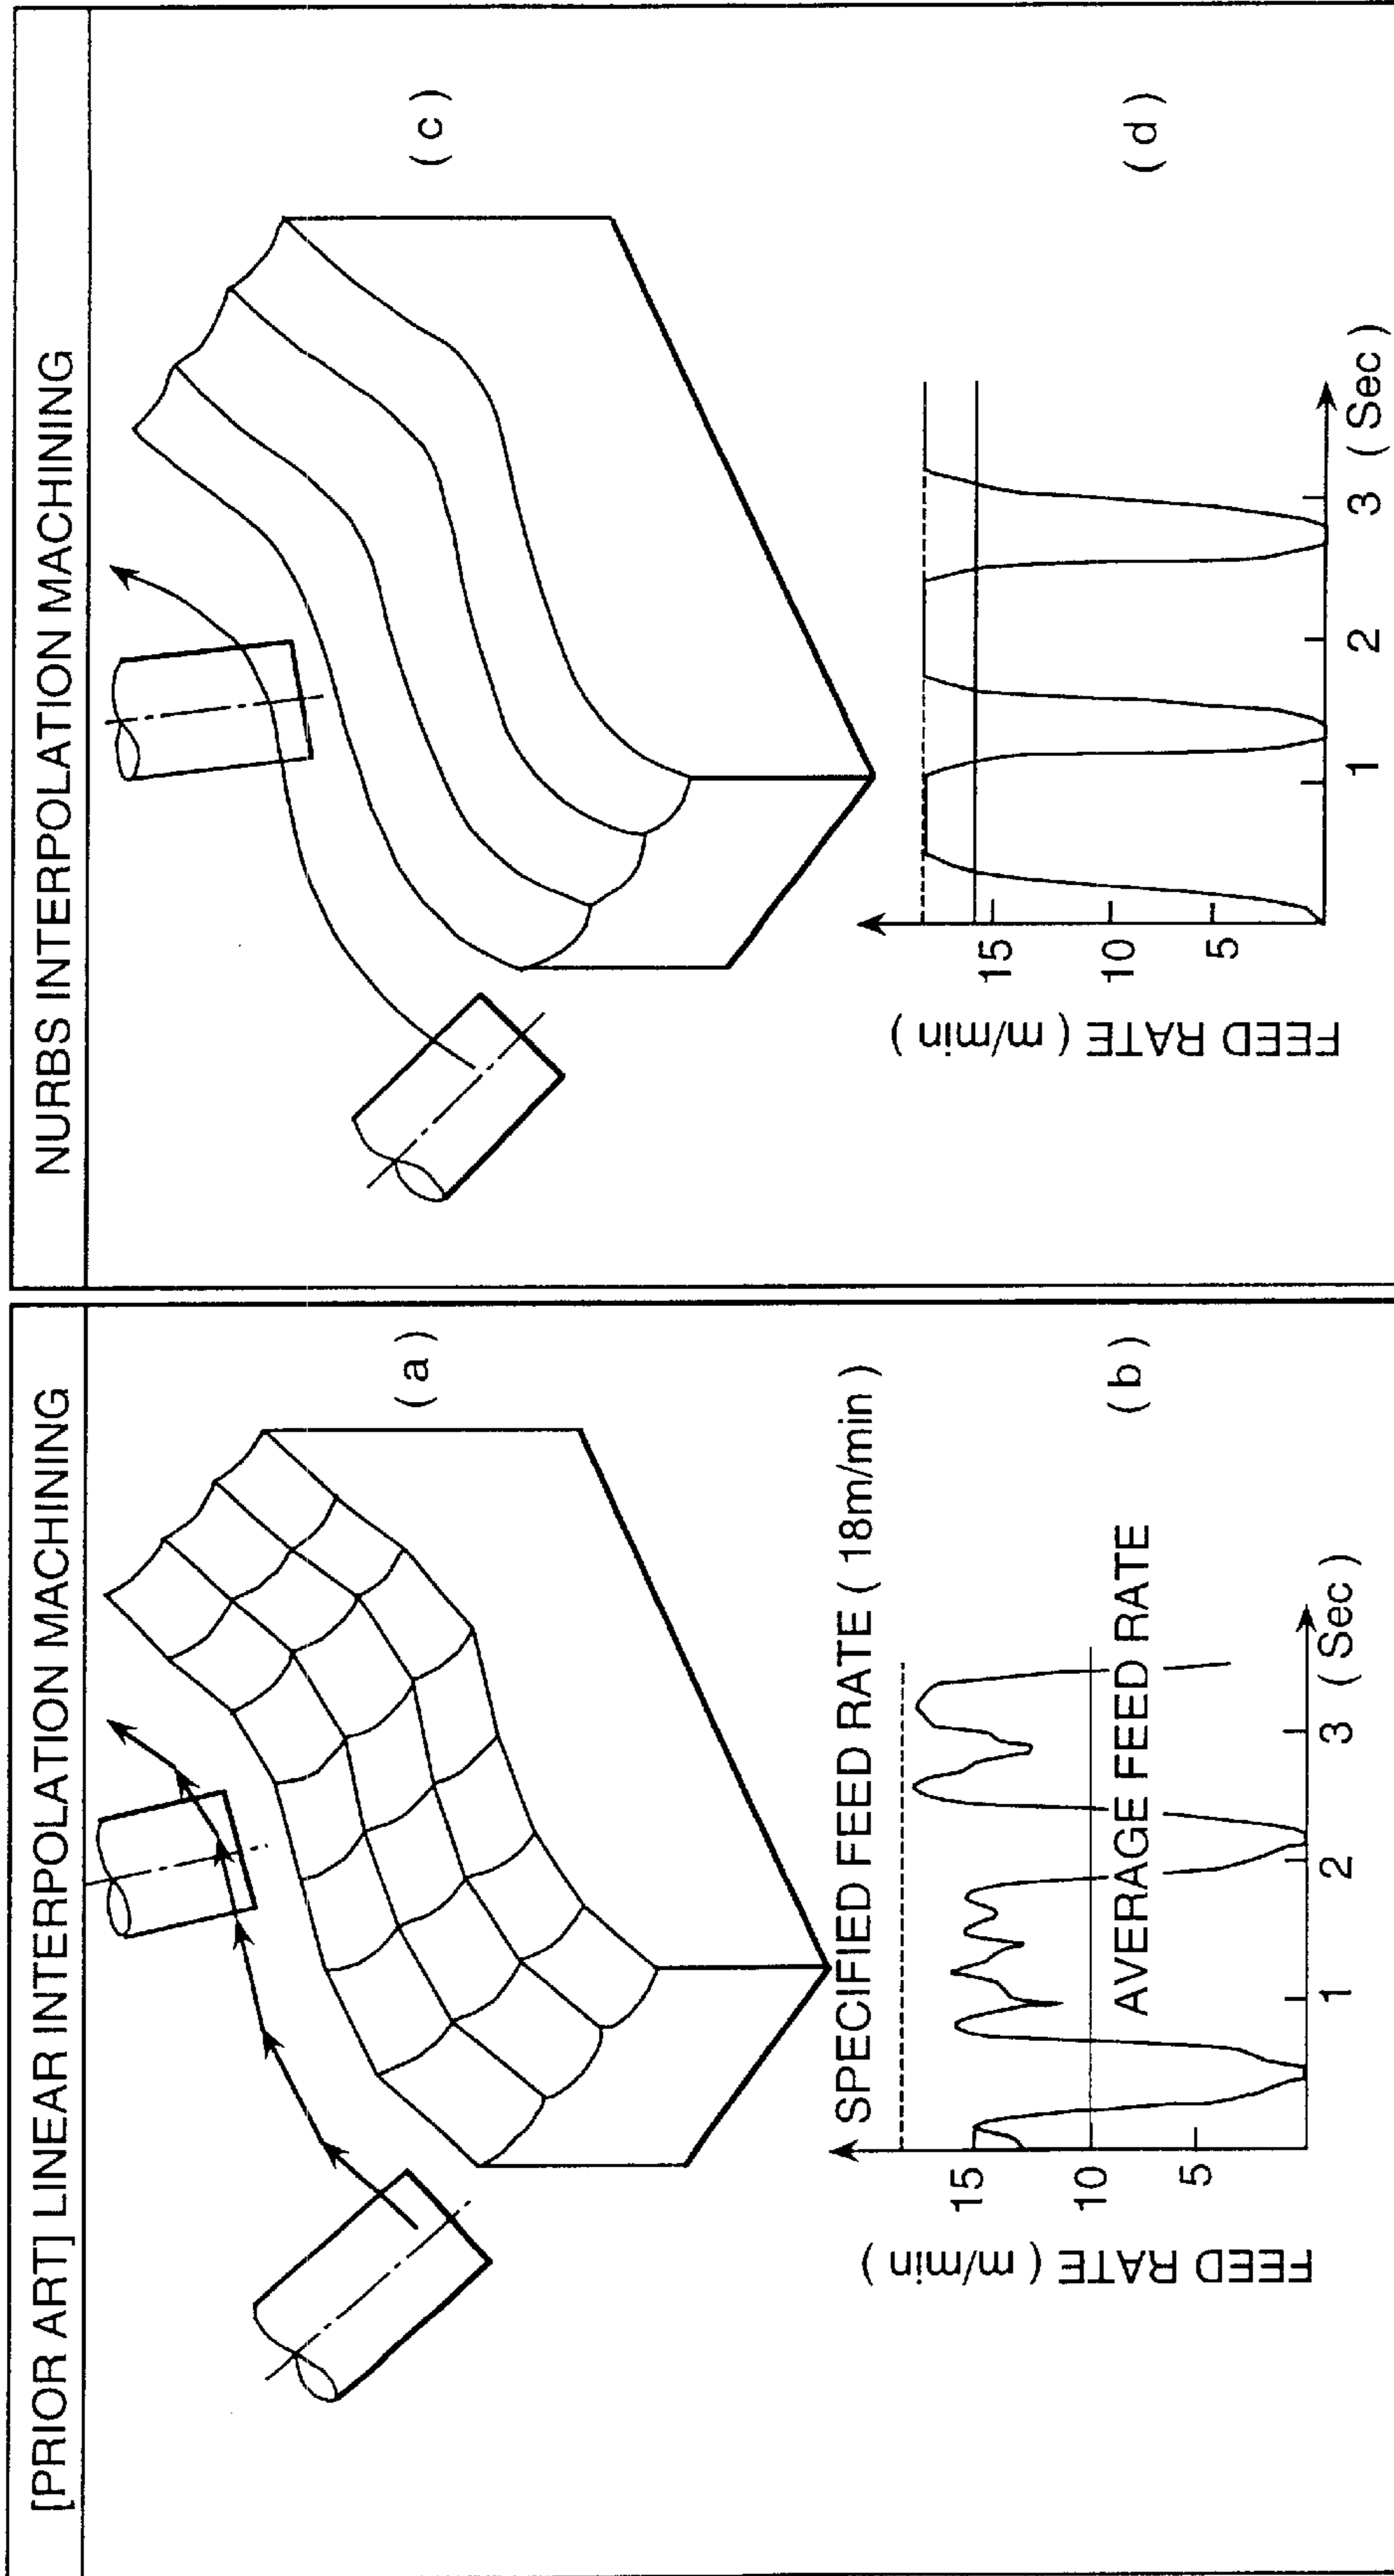 [PRIOR ART] LINEAR INTERPOLATION MACHINING
( a )
SPECIFIED FEED RATE ( 18m/min )
FEED RATE ( m/min )
15
10
5
AVERAGE FEED RATE
1
2
3
( Sec )
( b )
NURBS INTERPOLATION MACHINING
( c )
FEED RATE ( m/min )
15
10
5
1
2
3
( Sec )
( d )